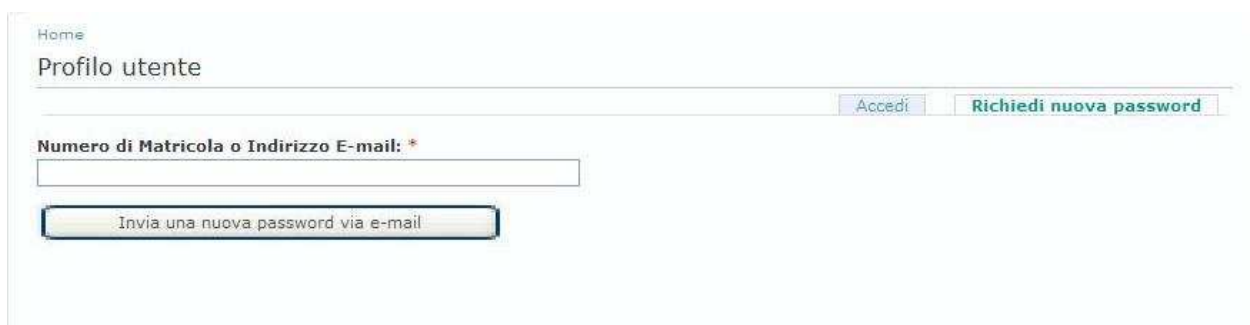 Home
Profilo utente
Accedi Richiedi nuova password
Numero di Matricola o Indirizzo E-mail: *
Invia una nuova password via e-mail